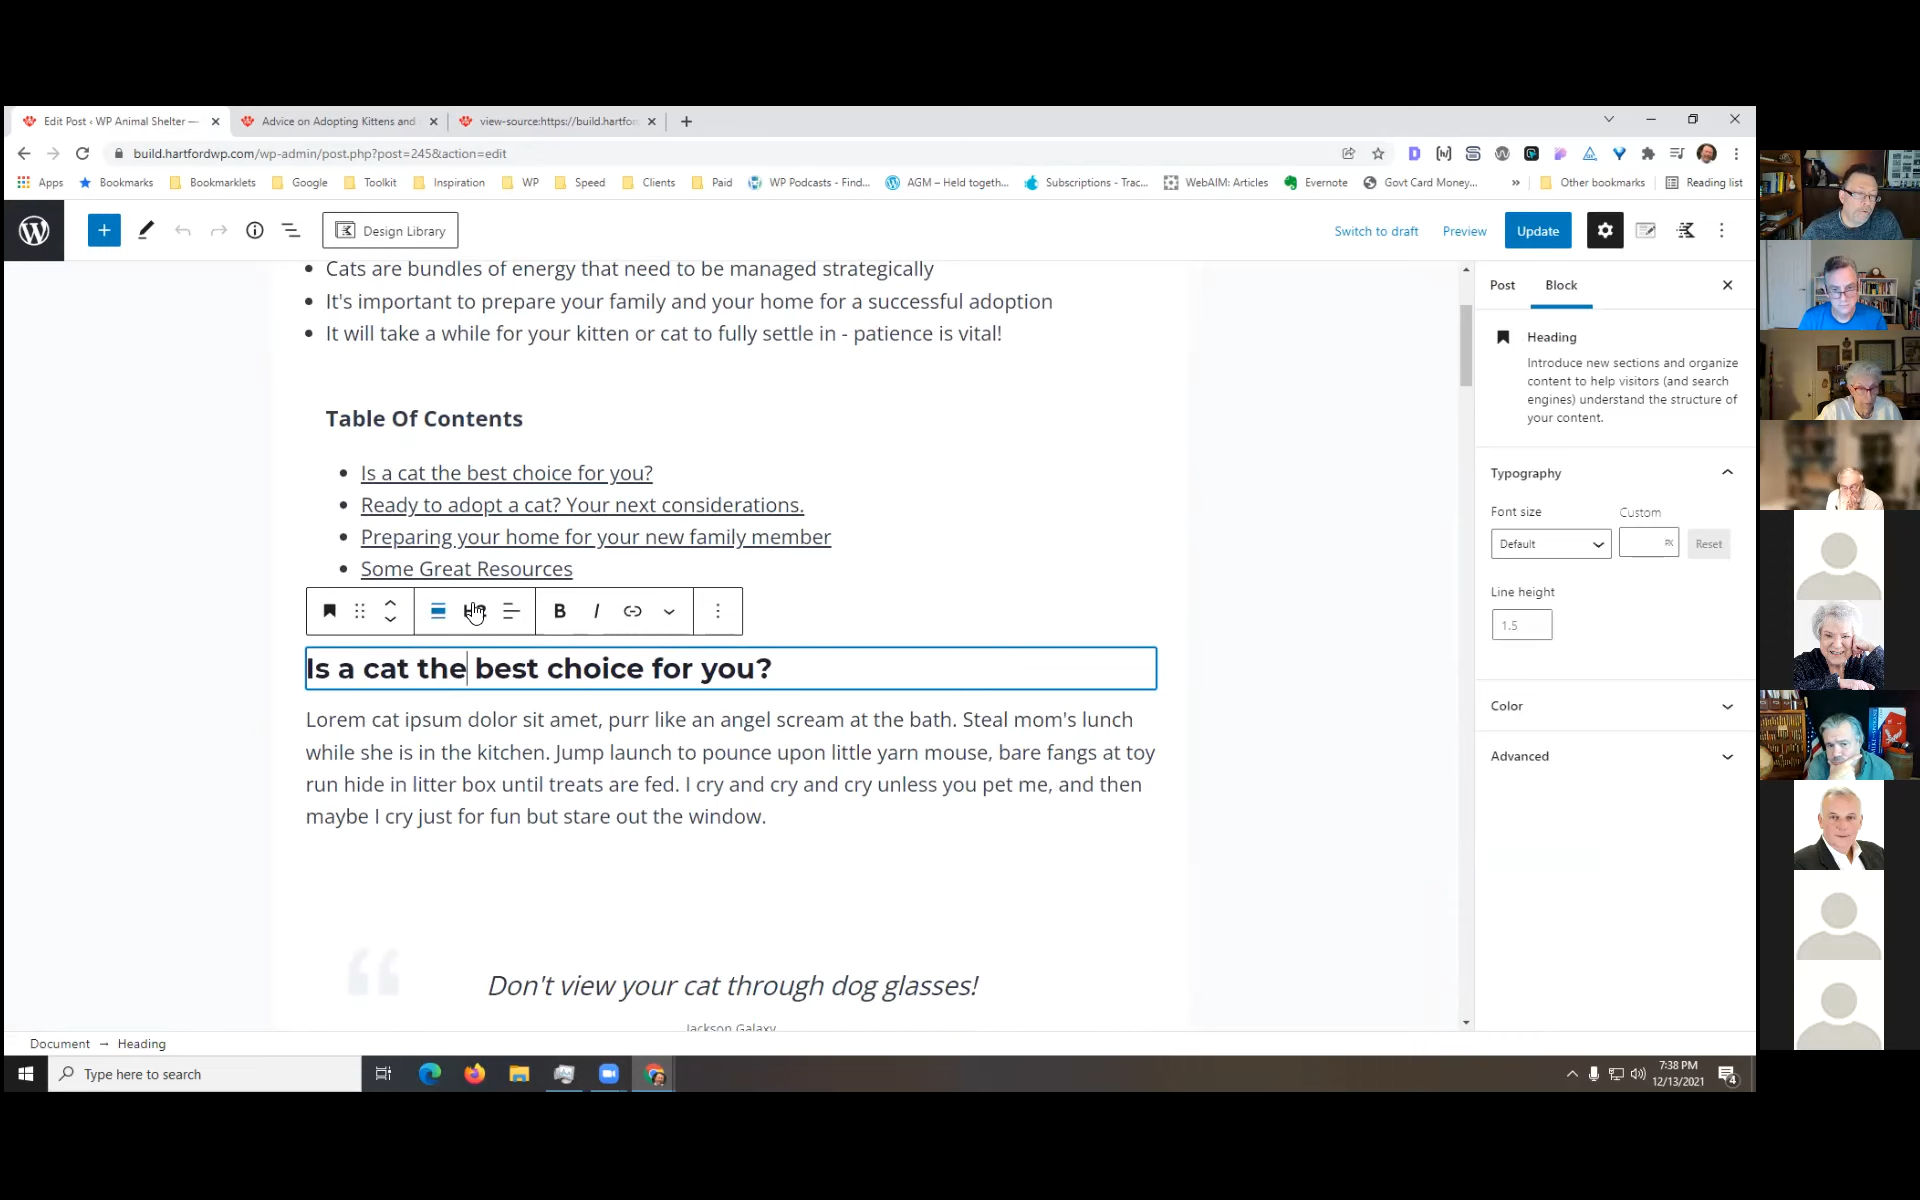 Edit Post ‹ WP Animal Shelter —
Advice on Adopting Kittens and
view-source:https://build.hartfor
build.hartfordwp.com/wp-admin/post.php?post=245&action=edit
Apps
Bookmarks
Bookmarklets
Google
Toolkit
Inspiration
WP
Speed
Clients
Paid
WP Podcasts - Find...
AGM – Held togeth...
Subscriptions - Trac...
WebAIM: Articles
Evernote
Govt Card Money...
»
Other bookmarks
Reading list
Design Library
Switch to draft
Preview
Update
Cats are bundles of energy that need to be managed strategically
It's important to prepare your family and your home for a successful adoption
It will take a while for your kitten or cat to fully settle in - patience is vital!
Table Of Contents
Is a cat the best choice for you?
Ready to adopt a cat? Your next considerations.
Preparing your home for your new family member
Some Great Resources
B I
Is a cat the best choice for you?
Lorem cat ipsum dolor sit amet, purr like an angel scream at the bath. Steal mom's lunch
while she is in the kitchen. Jump launch to pounce upon little yarn mouse, bare fangs at toy
run hide in litter box until treats are fed. I cry and cry and cry unless you pet me, and then
maybe I cry just for fun but stare out the window.
Don't view your cat through dog glasses!
Jackson Galaxy
Post
Block
Heading
Introduce new sections and organize
content to help visitors (and search
engines) understand the structure of
your content.
Typography
Font size
Custom
Default
PX
Reset
Line height
1.5
Color
Advanced
Document → Heading
Type here to search
7:38 PM
12/13/2021
4